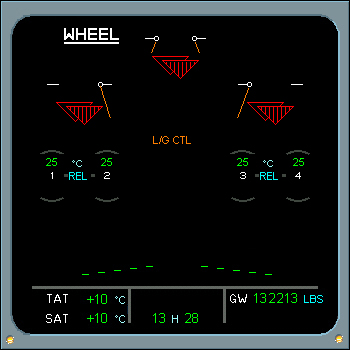 WHEEL
L/G CTL
25 °C 25 25 °C 25
1 REL 2 3 REL 4
TAT +10 °C GW 132213 LBS
SAT +10 °C 13 H 28